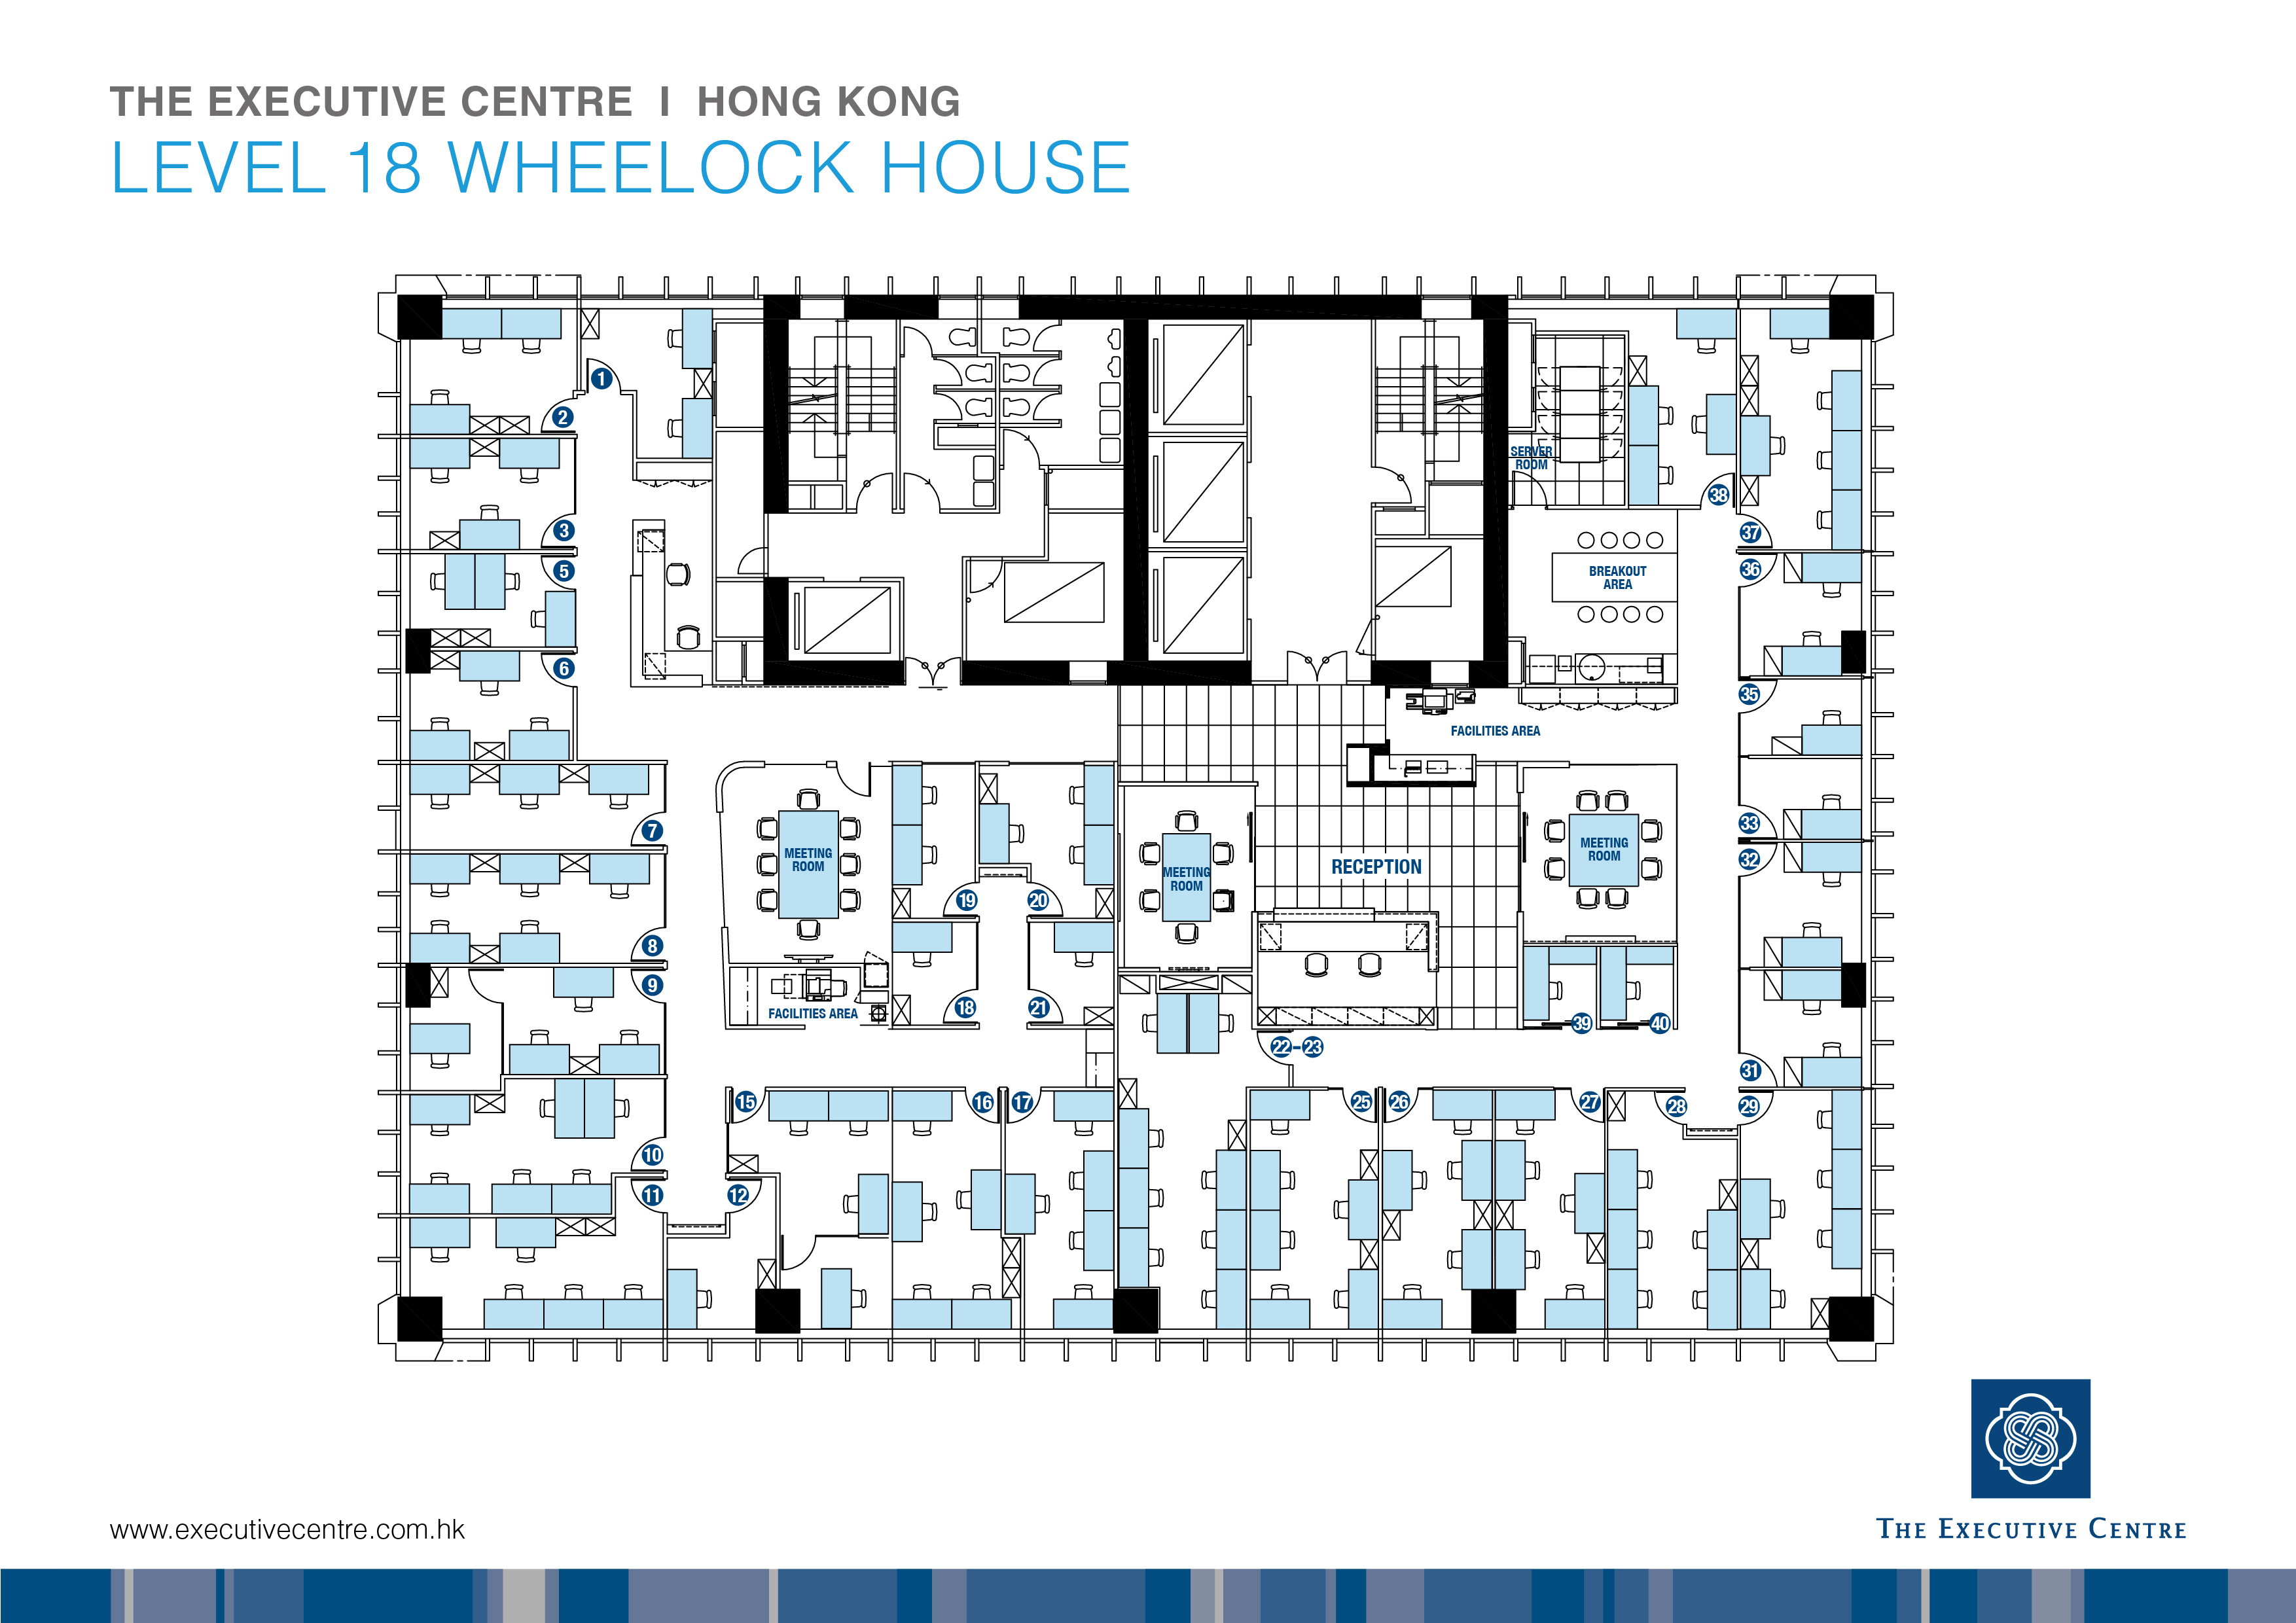 THE EXECUTIVE CENTRE I HONG KONG
LEVEL 18 WHEELOCK HOUSE
1
2
3
5
6
7
8
9
10
11
12
15
16
17
18
19
20
21
22-23
25
26
27
28
29
31
32
33
35
36
37
38
39
40
SERVER
ROOM
BREAKOUT
AREA
FACILITIES AREA
MEETING
ROOM
MEETING
ROOM
RECEPTION
MEETING
ROOM
FACILITIES AREA
www.executivecentre.com.hk
THE EXECUTIVE CENTRE